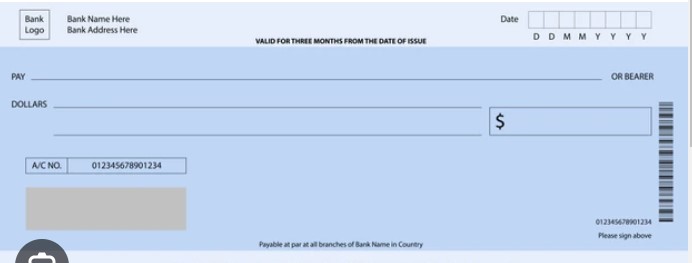 Bank Logo
Bank Name Here
Bank Address Here
Date
D D M M Y Y Y Y
VALID FOR THREE MONTHS FROM THE DATE OF ISSUE
PAY
OR BEARER
DOLLARS
$
A/C NO. 012345678901234
012345678901234
Please sign above
Payable at par at all branches of Bank Name in Country